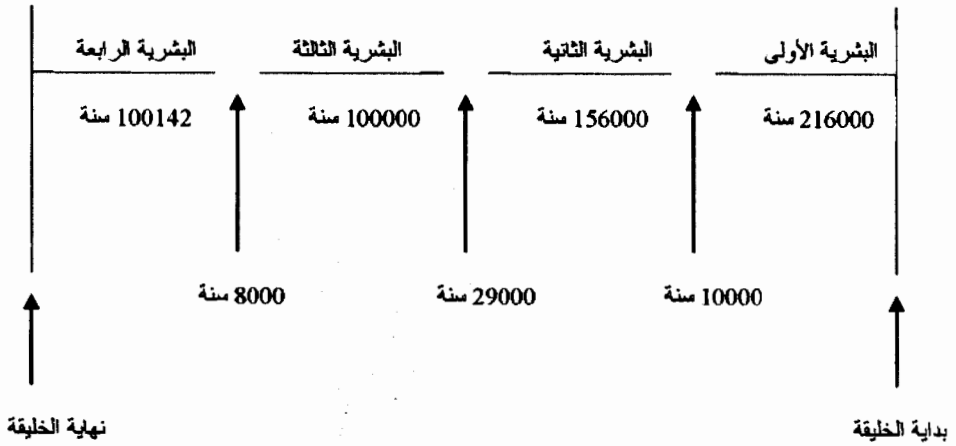 البشرية الأولى البشرية الثانية البشرية الثالثة البشرية الرابعة
216000 سنة 156000 سنة 100000 سنة 100142 سنة
10000 سنة 29000 سنة 8000 سنة
بداية الخليقة نهاية الخليقة